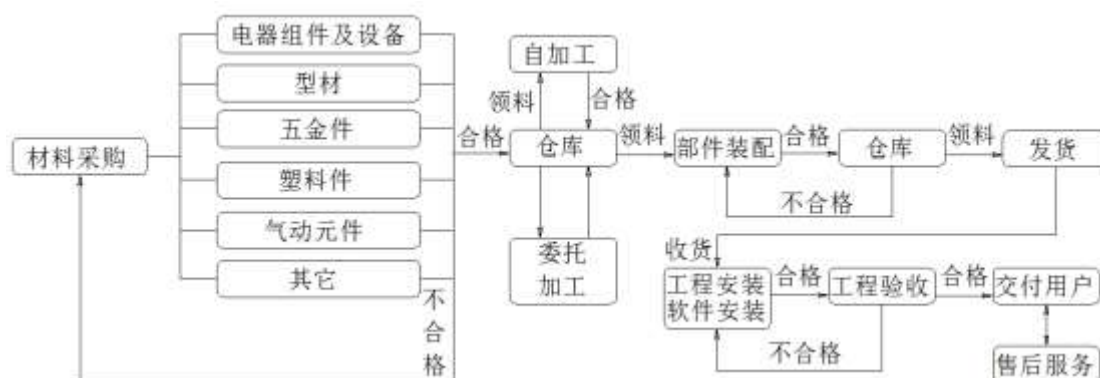 材料采购
电器组件及设备
型材
五金件
塑料件
气动元件
其它
不合格
合格
自加工
领料
合格
仓库
委托
加工
领料
部件装配
合格
仓库
领料
发货
不合格
收货
工程安装
软件安装
合格
工程验收
合格
交付用户
不合格
售后服务